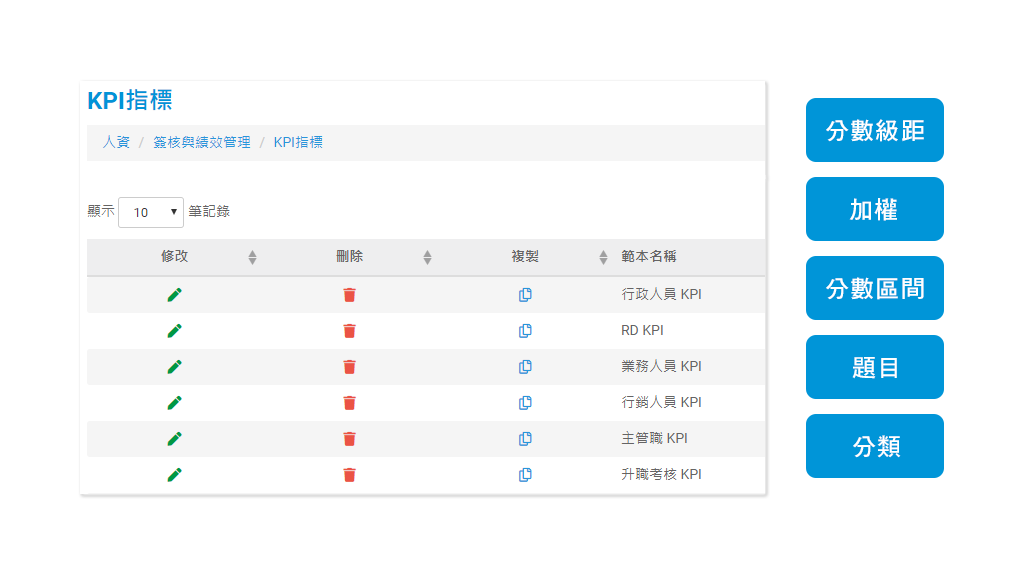 KPI指標
人資 / 簽核與績效管理 / KPI指標
顯示 10 筆記錄
修改 刪除 複製 範本名稱
行政人員 KPI
RD KPI
業務人員 KPI
行銷人員 KPI
主管職 KPI
升職考核 KPI
分數級距
加權
分數區間
題目
分類